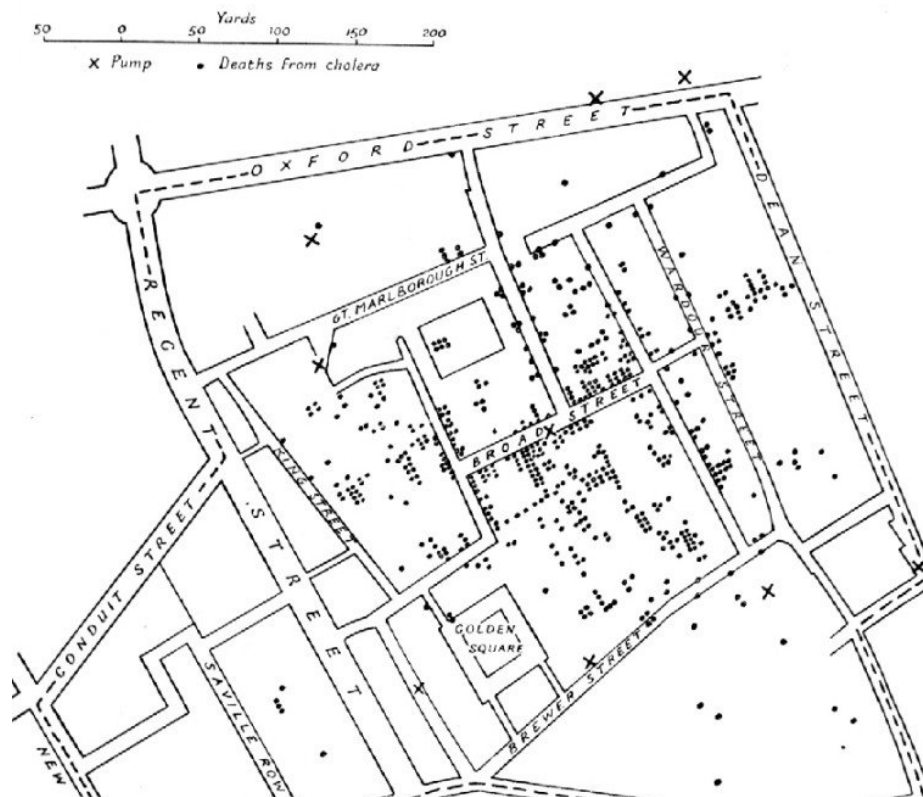 Yards
50 0 50 100 200
× Pump • Deaths from cholera
OXFORD STREET
REGENT STREET
GT. MARLBOROUGH ST.
DEAN STREET
WARDOUR STREET
BROAD STREET
KING STREET
CONDUIT STREET
GOLDEN
SQUARE
BREWER STREET
SAVILLE ROW
NEW